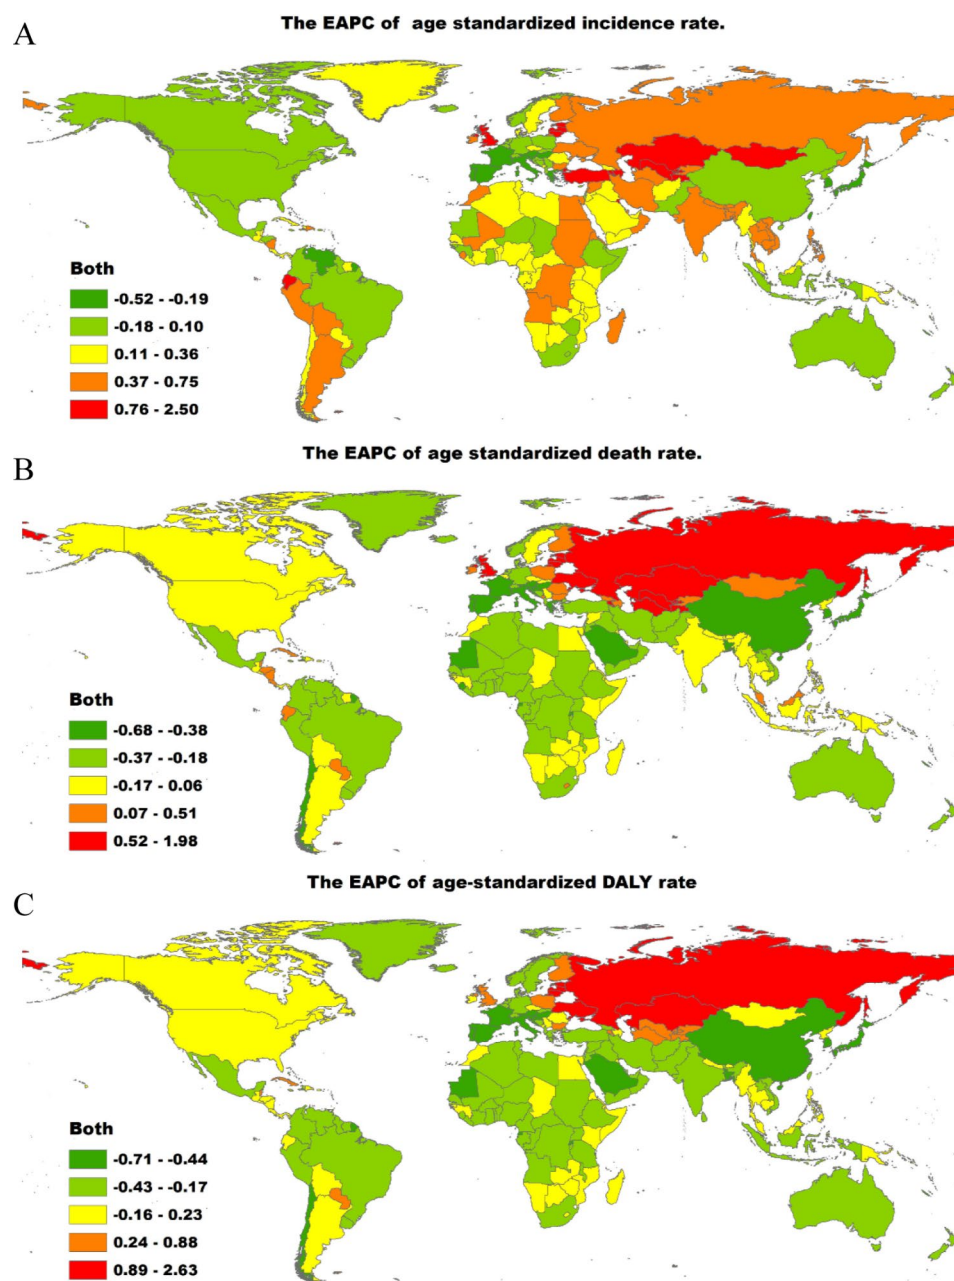 A
The EAPC of age standardized incidence rate.
Both
-0.52 - -0.19
-0.18 - 0.10
0.11 - 0.36
0.37 - 0.75
0.76 - 2.50
B
The EAPC of age standardized death rate.
Both
-0.68 - -0.38
-0.37 - -0.18
-0.17 - 0.06
0.07 - 0.51
0.52 - 1.98
C
The EAPC of age-standardized DALY rate
Both
-0.71 - -0.44
-0.43 - -0.17
-0.16 - 0.23
0.24 - 0.88
0.89 - 2.63